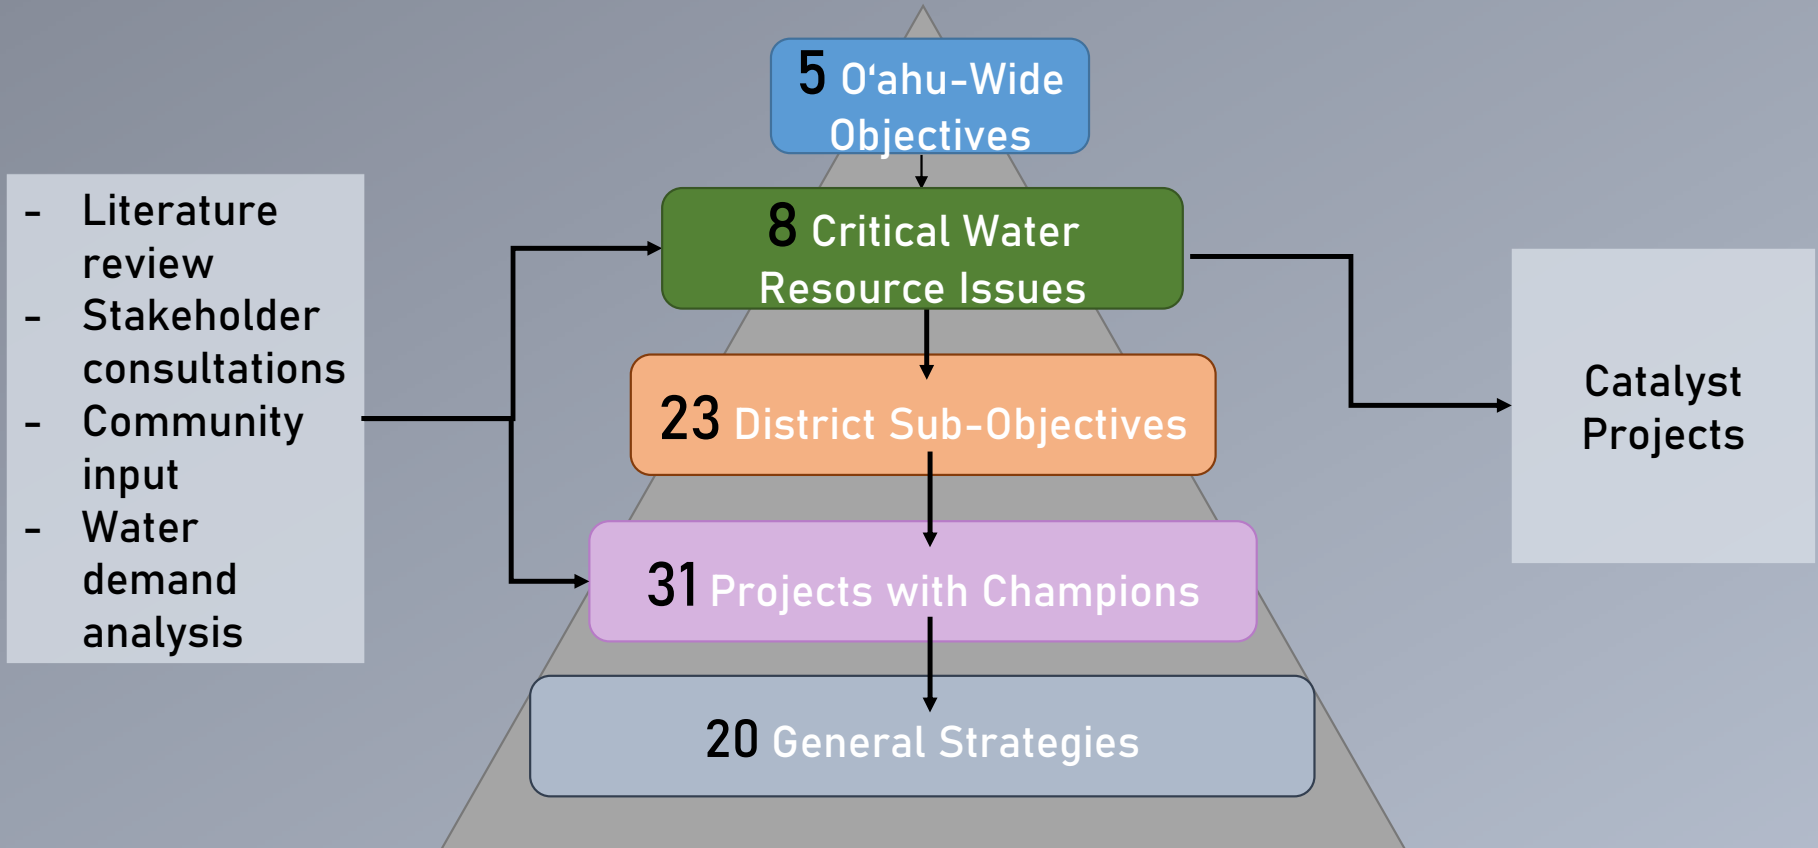 5 Oʻahu-Wide
Objectives
8 Critical Water
Resource Issues
23 District Sub-Objectives
31 Projects with Champions
20 General Strategies
- Literature
review
- Stakeholder
consultations
- Community
input
- Water
demand
analysis
Catalyst
Projects